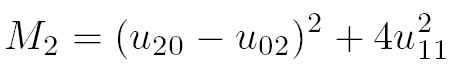 M_2 = (u_{20} - u_{02})^2 + 4u_{11}^2